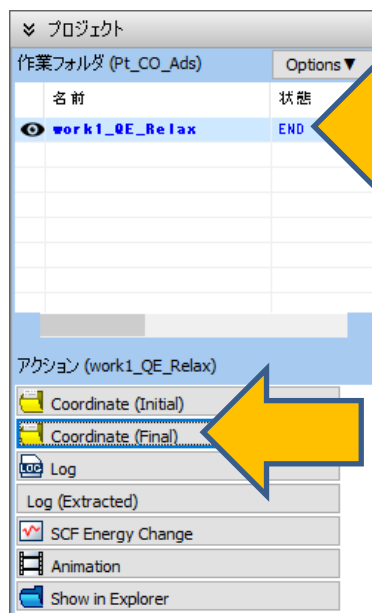 プロジェクト
作業フォルダ (Pt_CO_Ads) Options▼
名前 状態
work1_QE_Relax END
アクション (work1_QE_Relax)
Coordinate (Initial)
Coordinate (Final)
LOG Log
Log (Extracted)
SCF Energy Change
Animation
Show in Explorer